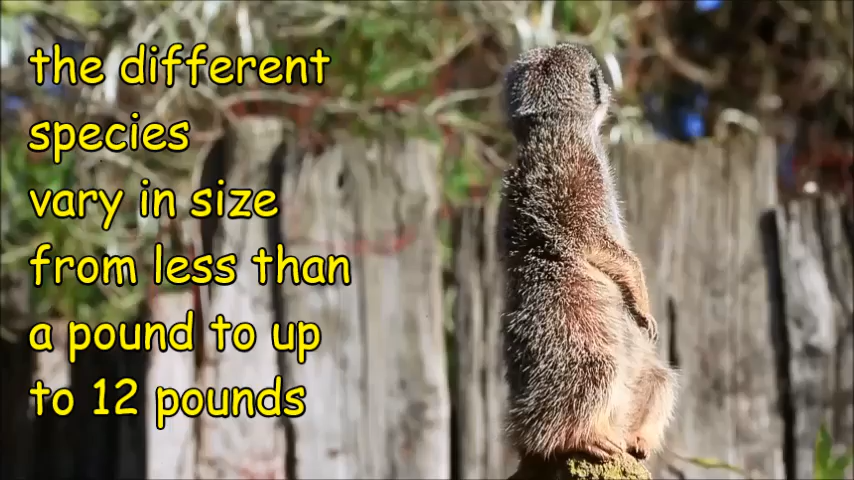 the different
species
vary in size
from less than
a pound to up
to 12 pounds